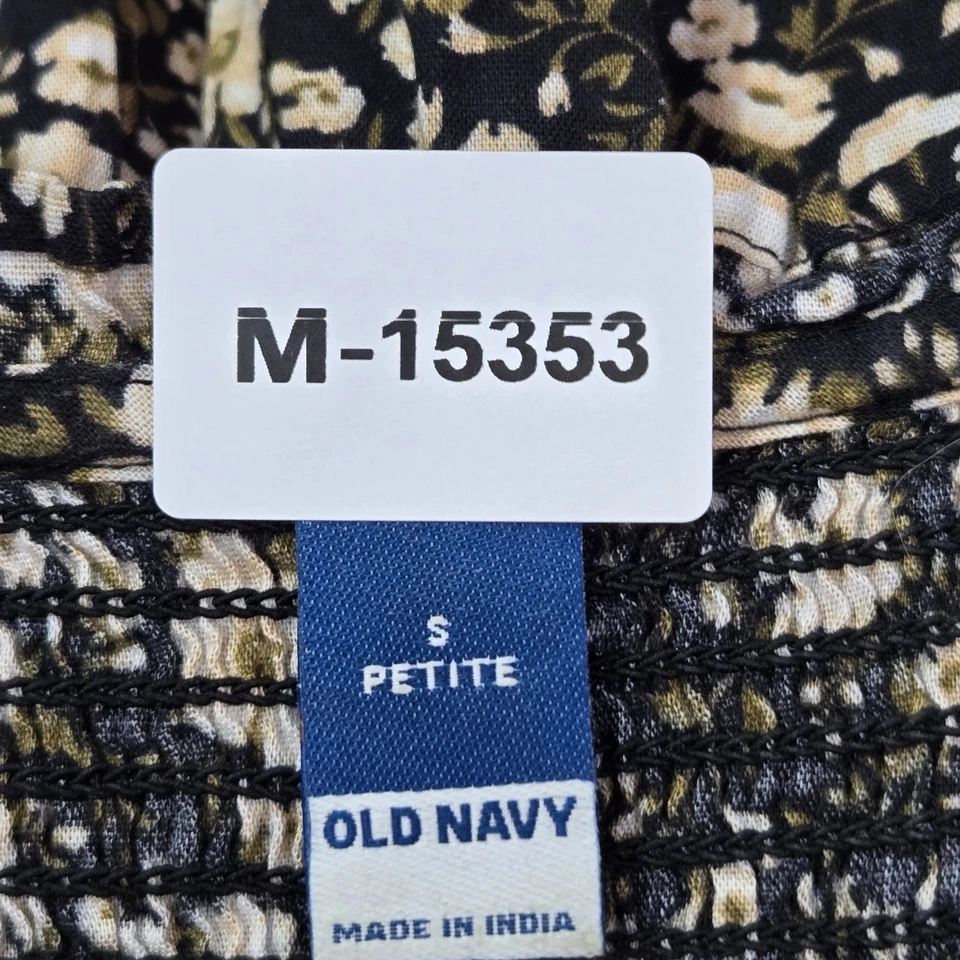 M-15353
S
PETITE
OLD NAVY
MADE IN INDIA